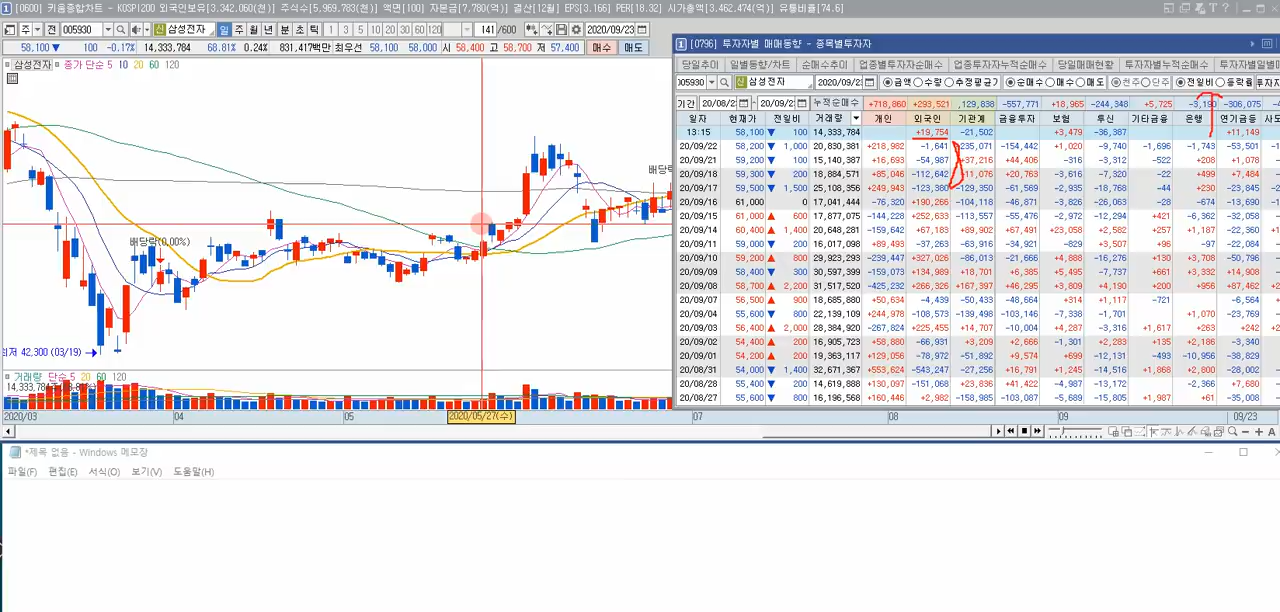 [0600] 키움종합차트 - KOSPI200 외국인보유[3,342,060(천)] 주식수[5,969,783(천)] 액면[100] 자본금[7,780(억)] 결산[12월] EPS[3,166] PER[18.32] 시가총액[3,462,474(억)] 유통비율[74.6]
주 전 005930 신 삼성전자 일 주 월 년 분 초 틱 1 3 5 10 15 20 30 60 120 141/600 2020/09/23
58,100 ▼ 100 -0.17% 14,333,784 68.81% 0.24% 831,417백만 최우선 58,100 58,000 시 58,400 고 58,700 저 57,400 매수 매도
삼성전자 종가 단순 5 10 20 60 120
배당락
배당락(0.00%)
최저 42,300 (03/19)
거래량 단순 5 20 60 120
2020/03 04 05 2020/05/27(수) 07 08 09 09/23
[0796] 투자자별 매매동향 - 종목별투자자
당일추이 일별동향/차트 순매수추이 업종별투자자순매수 업종투자자누적순매수 당일매매현황 투자자별누적순매수 투자자별일별매
005930 신 삼성전자 금액 수량 추정평균가 순매수 매수 매도 천주 단주 전일비 등락률 투자자
기간 20/08/2 20/09/2 누적순매수 +718,860 +293,521 -557,771 +18,965 -244,348 +5,725 -3,190 -306,075
일자 현재가 전일비 거래량 개인 외국인 기관계 금융투자 보험 투신 기타금융 은행 연기금등 사모
13:15 58,100 ▼ 100 14,333,784 +19,754 -21,502 +3,479 -36,387 +11,149
20/09/22 58,200 ▼ 1,000 20,830,381 +218,982 -1,641 235,071 -154,442 +1,020 -9,740 -1,696 -1,743 -53,501
20/09/21 59,200 ▼ 100 15,140,387 +16,693 -54,987 +37,216 +44,406 -316 -3,312 -522 +208 +1,078
20/09/18 59,300 ▼ 200 18,884,571 +85,046 -112,642 11,076 +20,763 -3,616 -7,320 -22 +499 +7,484
20/09/17 59,500 ▼ 1,500 25,108,356 +249,943 -123,380 -129,350 -61,569 -2,935 -8,768 -44 +230 -23,845
20/09/16 61,000 0 17,041,444 -76,320 +190,266 -104,118 -46,871 -3,826 -26,063 -28 -674 -13,690
20/09/15 61,000 ▲ 600 17,877,075 -144,228 +252,633 -113,557 -55,476 -2,972 -12,294 +421 -6,362 -32,058
20/09/14 60,400 ▲ 1,400 20,648,281 -159,642 +67,183 +89,902 +67,491 +23,058 +2,582 +257 +1,187 -22,360
20/09/11 59,000 ▼ 200 16,017,098 +89,493 -37,263 -63,916 -34,921 -829 +3,507 +96 -97 -22,084
20/09/10 59,200 ▲ 800 29,923,293 -239,447 +327,026 -86,013 -21,666 +4,888 -16,276 +130 +3,708 -50,796
20/09/09 58,400 ▼ 300 30,597,399 -159,073 +134,989 +18,701 +6,385 +5,495 -7,737 +661 +3,332 +14,908
20/09/08 58,700 ▲ 2,200 31,517,520 -425,232 +266,326 +167,397 +46,295 +3,809 +4,190 +200 +956 +87,462
20/09/07 56,500 ▲ 900 18,685,880 +50,634 -4,439 -50,433 -48,664 +314 +1,117 -721 -6,564
20/09/04 55,600 ▼ 800 22,139,109 +244,978 -108,573 -139,498 -103,146 -7,338 -1,701 +1,070 -23,769
20/09/03 56,400 ▲ 2,000 28,384,920 -267,824 +225,455 +14,707 -10,004 +4,287 -3,316 +1,617 +263 +242
20/09/02 54,400 ▲ 200 16,905,723 +58,880 -66,931 +3,209 +2,666 -1,301 +2,283 +135 +2,186 -3,340
20/09/01 54,200 ▲ 200 19,363,117 +129,056 -78,972 -51,892 +9,574 +699 -12,131 -493 -10,956 -38,829
20/08/31 54,000 ▼ 1,400 32,671,367 +553,624 -548,247 -27,256 +16,791 +1,245 -14,516 +1,868 +2,800 -28,002
20/08/28 55,400 ▼ 200 14,619,888 +130,097 -151,068 +23,836 +41,422 -4,987 -13,172 -2,366 +7,680
20/08/27 55,600 ▼ 800 16,196,568 +160,446 +2,982 -158,985 -103,087 -5,689 -15,805 +1,987 +61 -35,008
*제목 없음 - Windows 메모장
파일(F) 편집(E) 서식(O) 보기(V) 도움말(H)